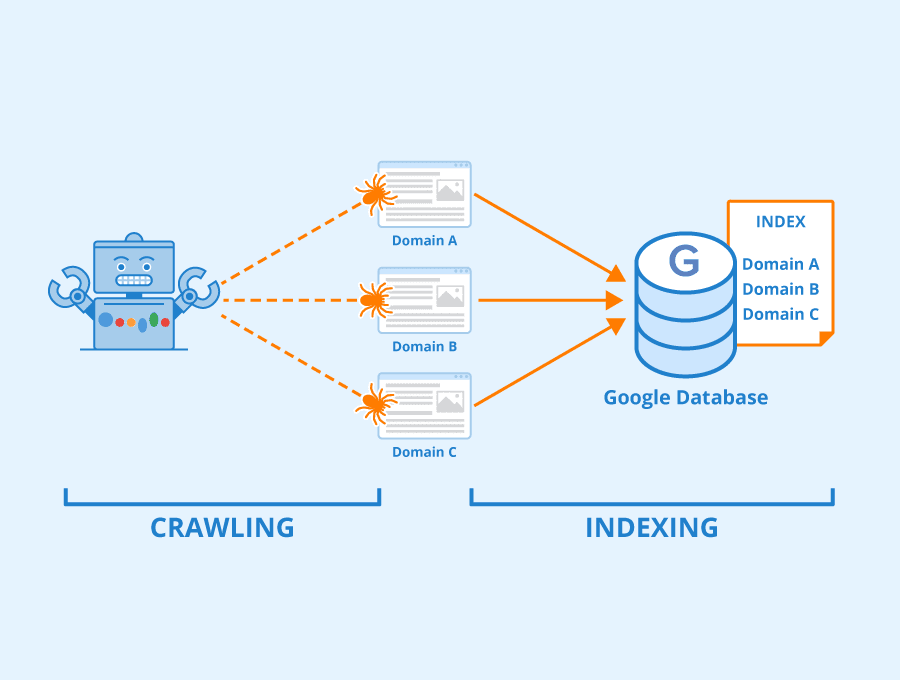 Domain A
Domain B
Domain C
G
INDEX
Domain A
Domain B
Domain C
Google Database
CRAWLING
INDEXING